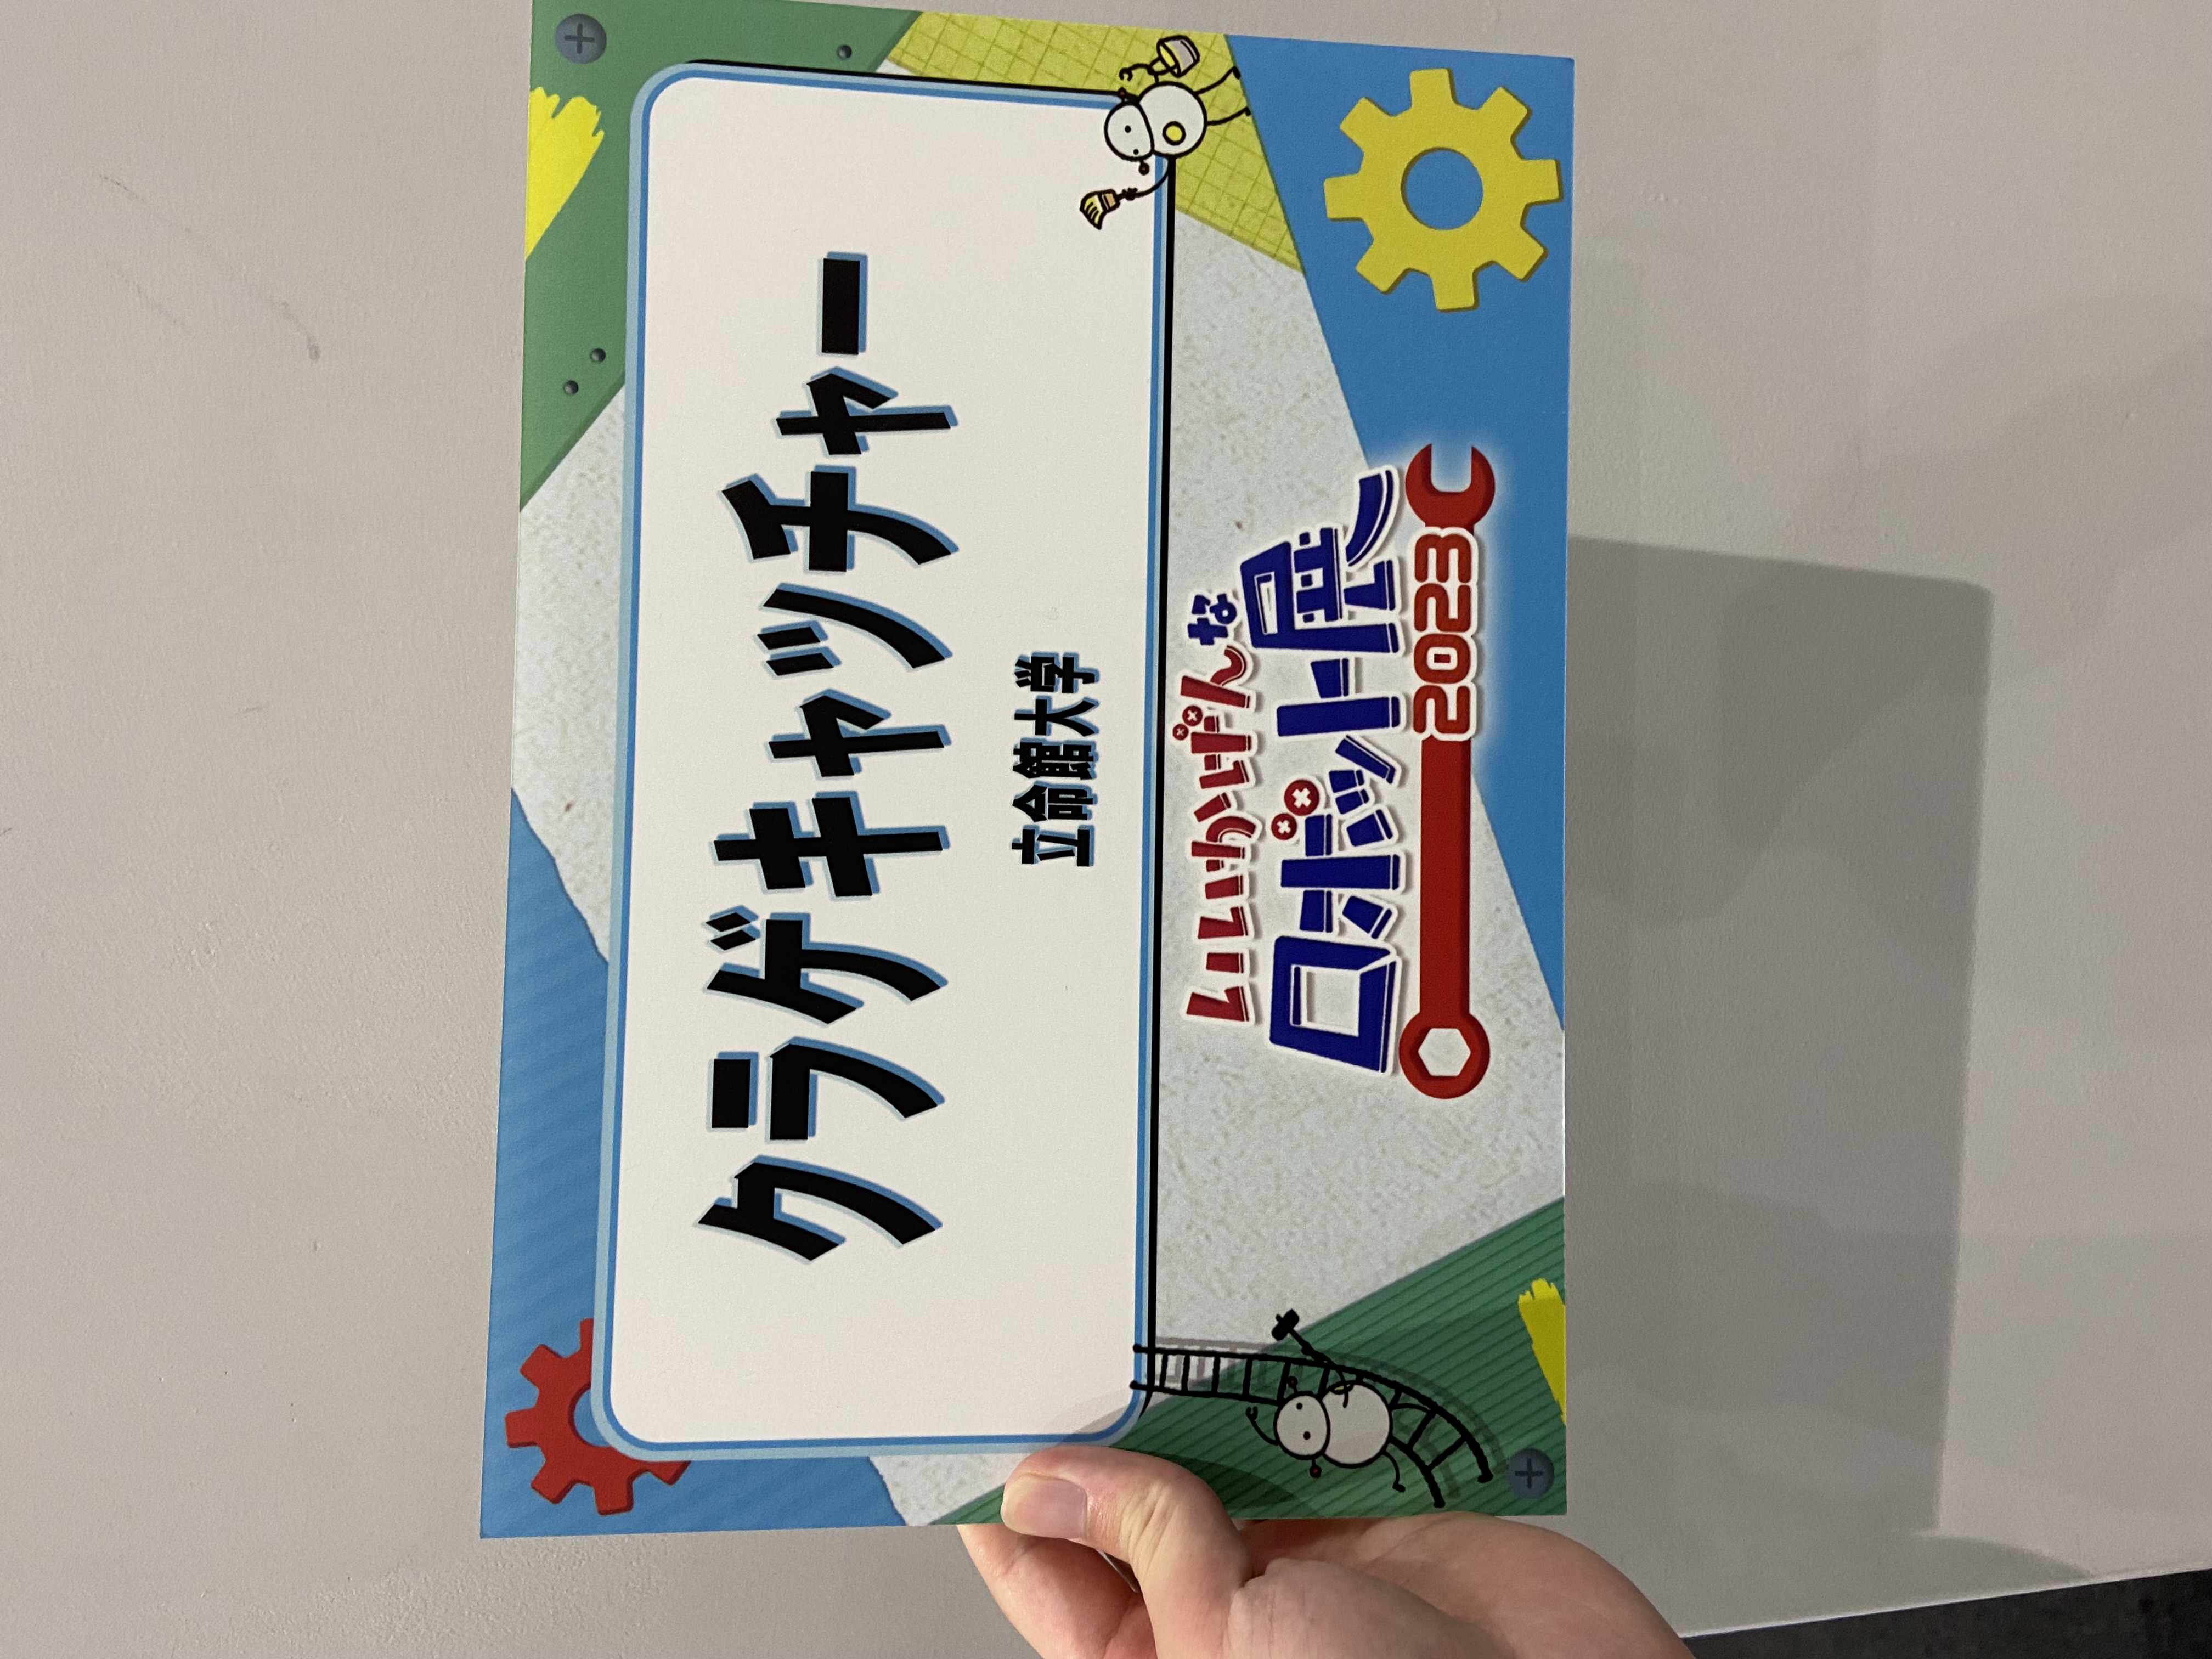 クラゲキャッチャー
立命館大学
いいかげんな
ロボット展
2023